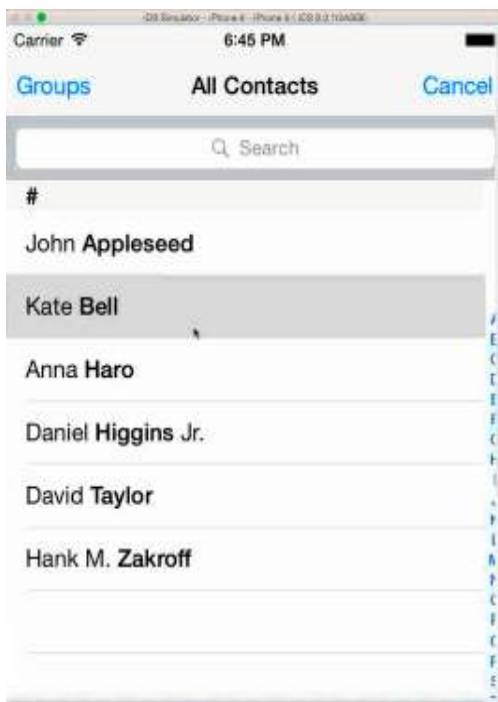 Carrier 6:45 PM
Groups All Contacts Cancel
Search
#
John Appleseed
Kate Bell
Anna Haro
Daniel Higgins Jr.
David Taylor
Hank M. Zakroff